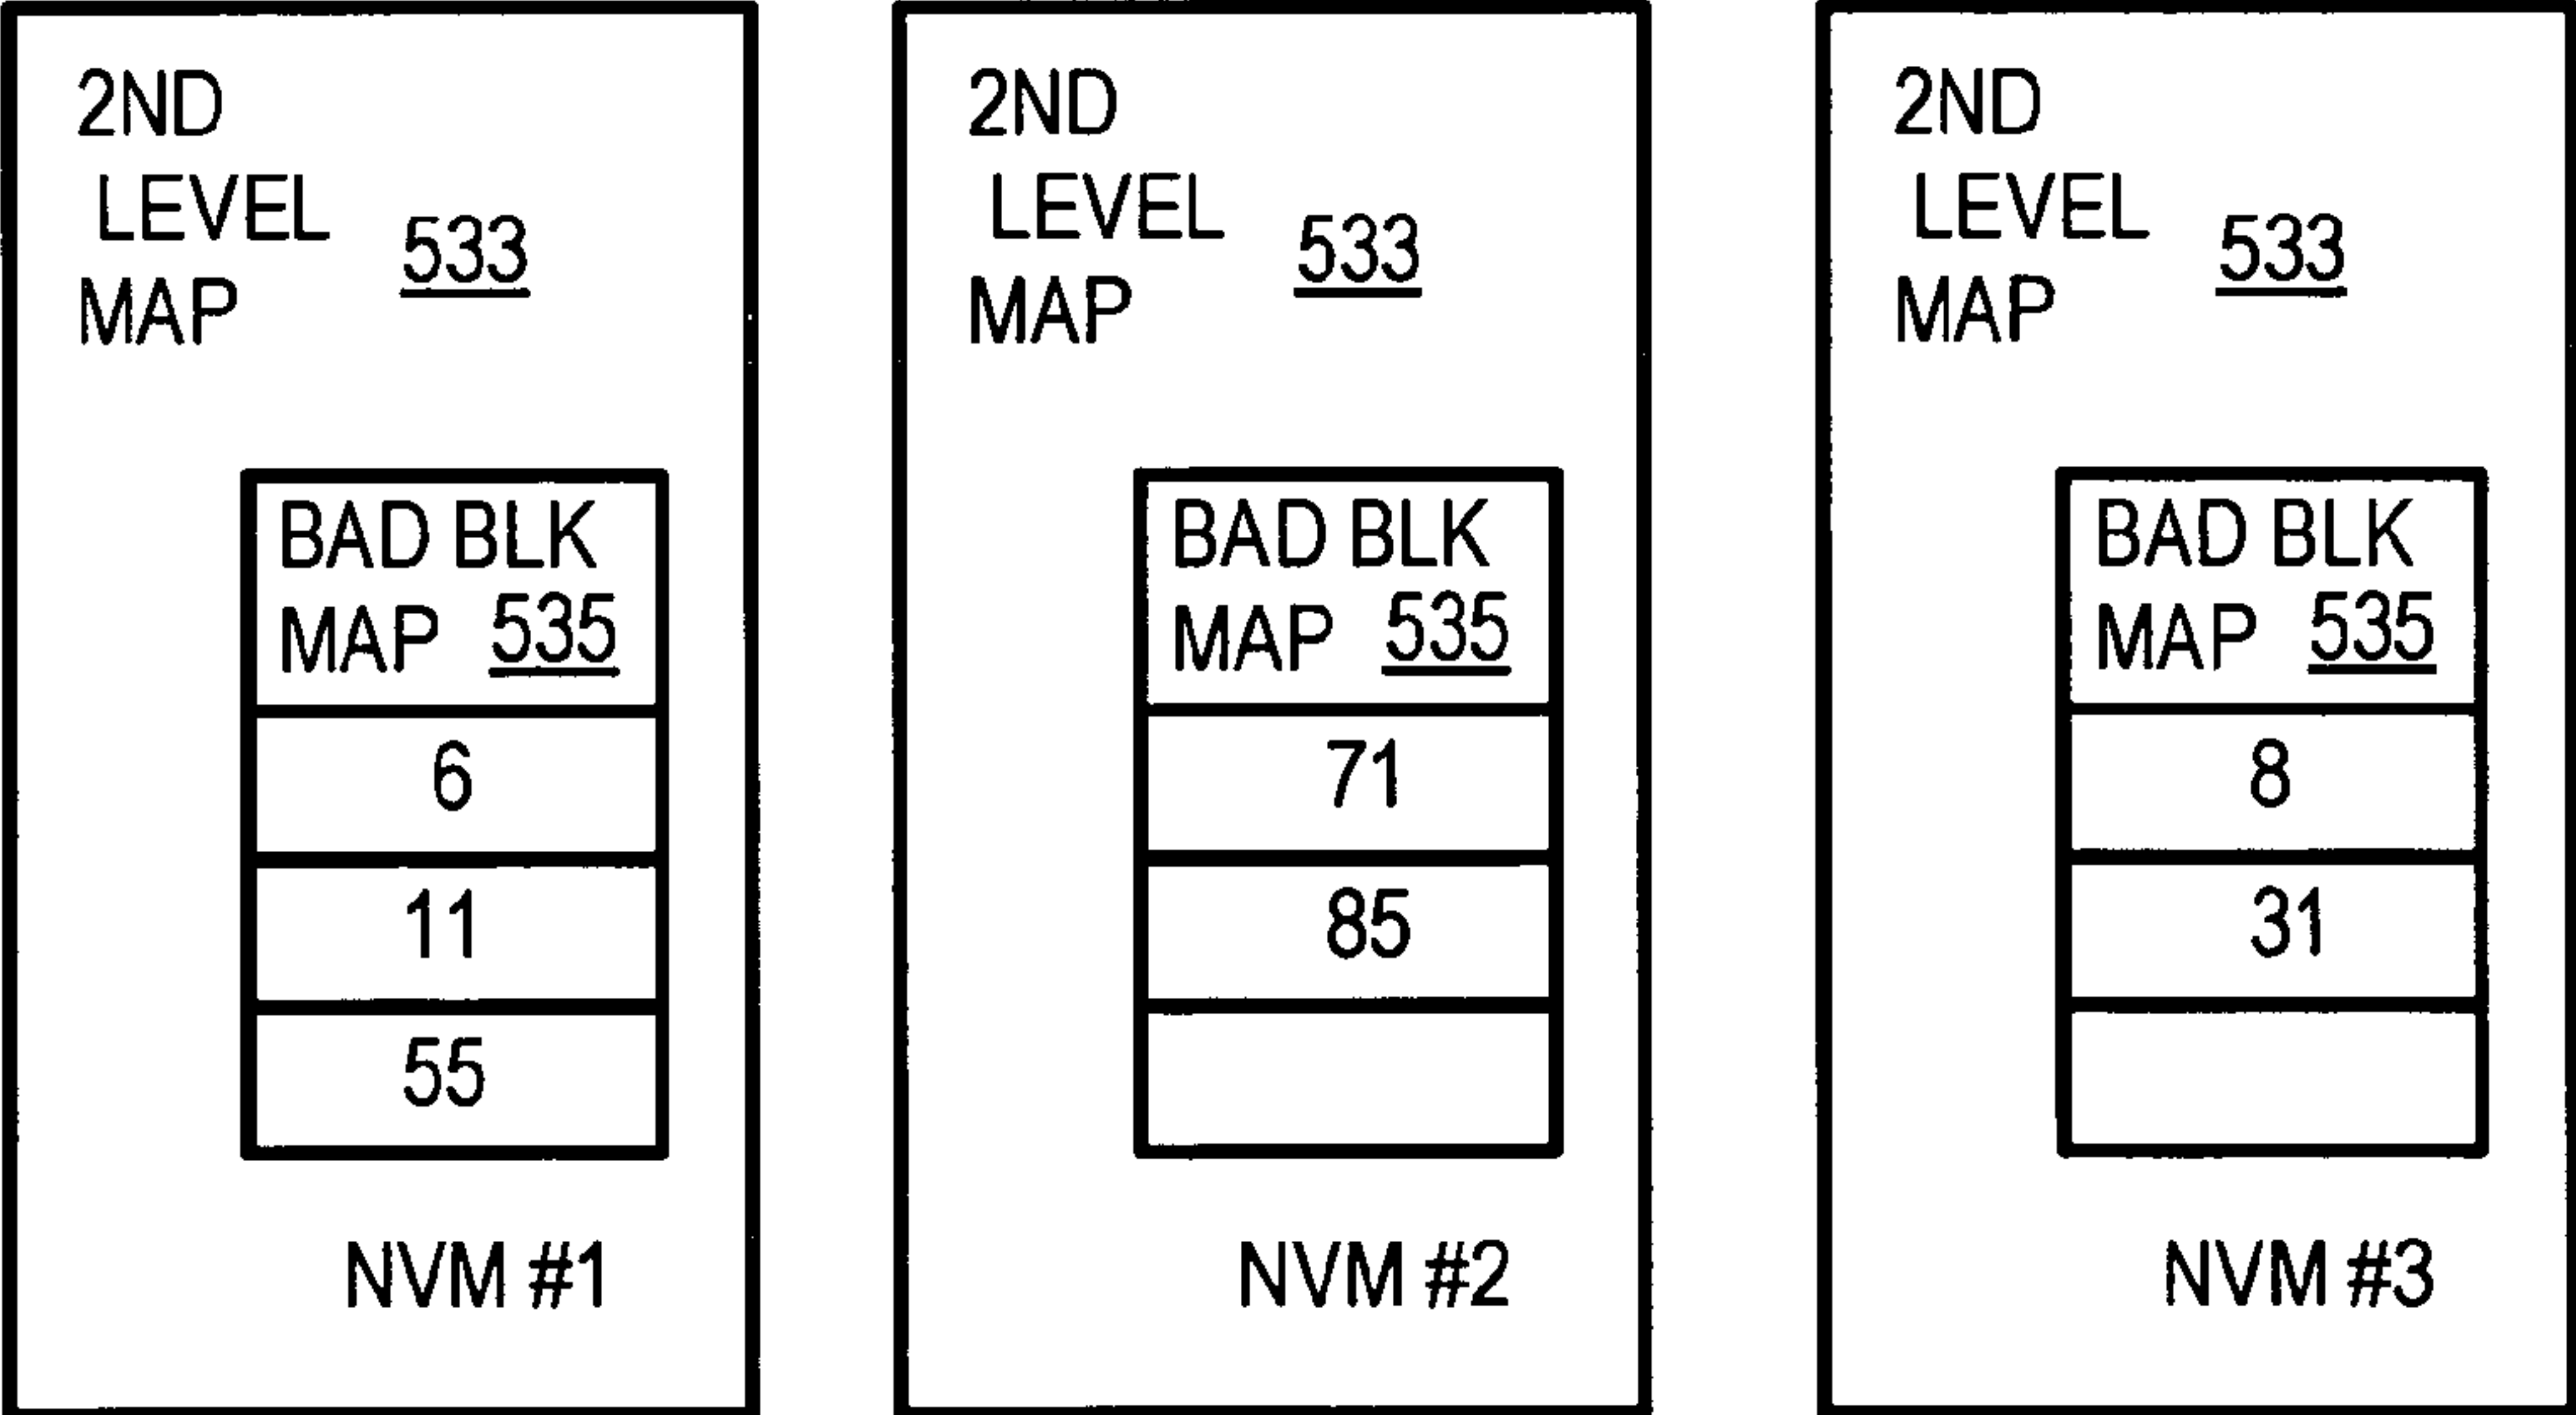 2ND
LEVEL
MAP 533
BAD BLK
MAP 535
6
11
55
NVM #1
2ND
LEVEL
MAP 533
BAD BLK
MAP 535
71
85
NVM #2
2ND
LEVEL
MAP 533
BAD BLK
MAP 535
8
31
NVM #3